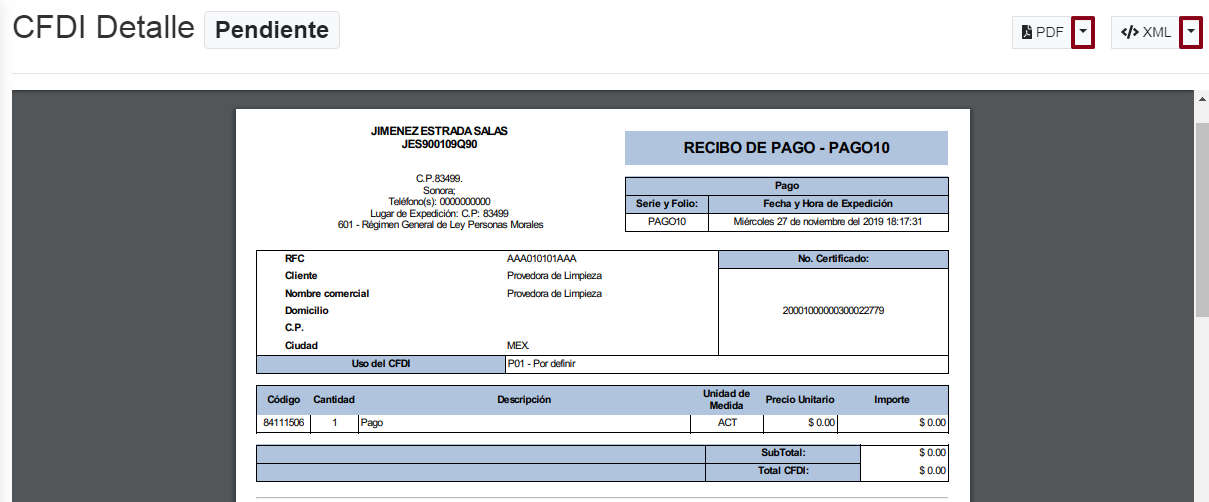 CFDI Detalle Pendiente
PDF
XML
JIMENEZ ESTRADA SALAS
JES900109Q90
RECIBO DE PAGO - PAGO10
C.P.83499.
Sonora;
Teléfono(s): 0000000000
Lugar de Expedición: C.P: 83499
601 - Régimen General de Ley Personas Morales
Pago
Serie y Folio: Fecha y Hora de Expedición
PAGO10 Miércoles 27 de noviembre del 2019 18:17:31
RFC AAA010101AAA
Cliente Provedora de Limpieza
Nombre comercial Provedora de Limpieza
Domicilio
C.P.
Ciudad MEX.
No. Certificado:
20001000000300022779
Uso del CFDI P01 - Por definir
Código Cantidad Descripción Unidad de Medida Precio Unitario Importe
84111506 1 Pago ACT $ 0.00 $ 0.00
SubTotal: $ 0.00
Total CFDI: $ 0.00